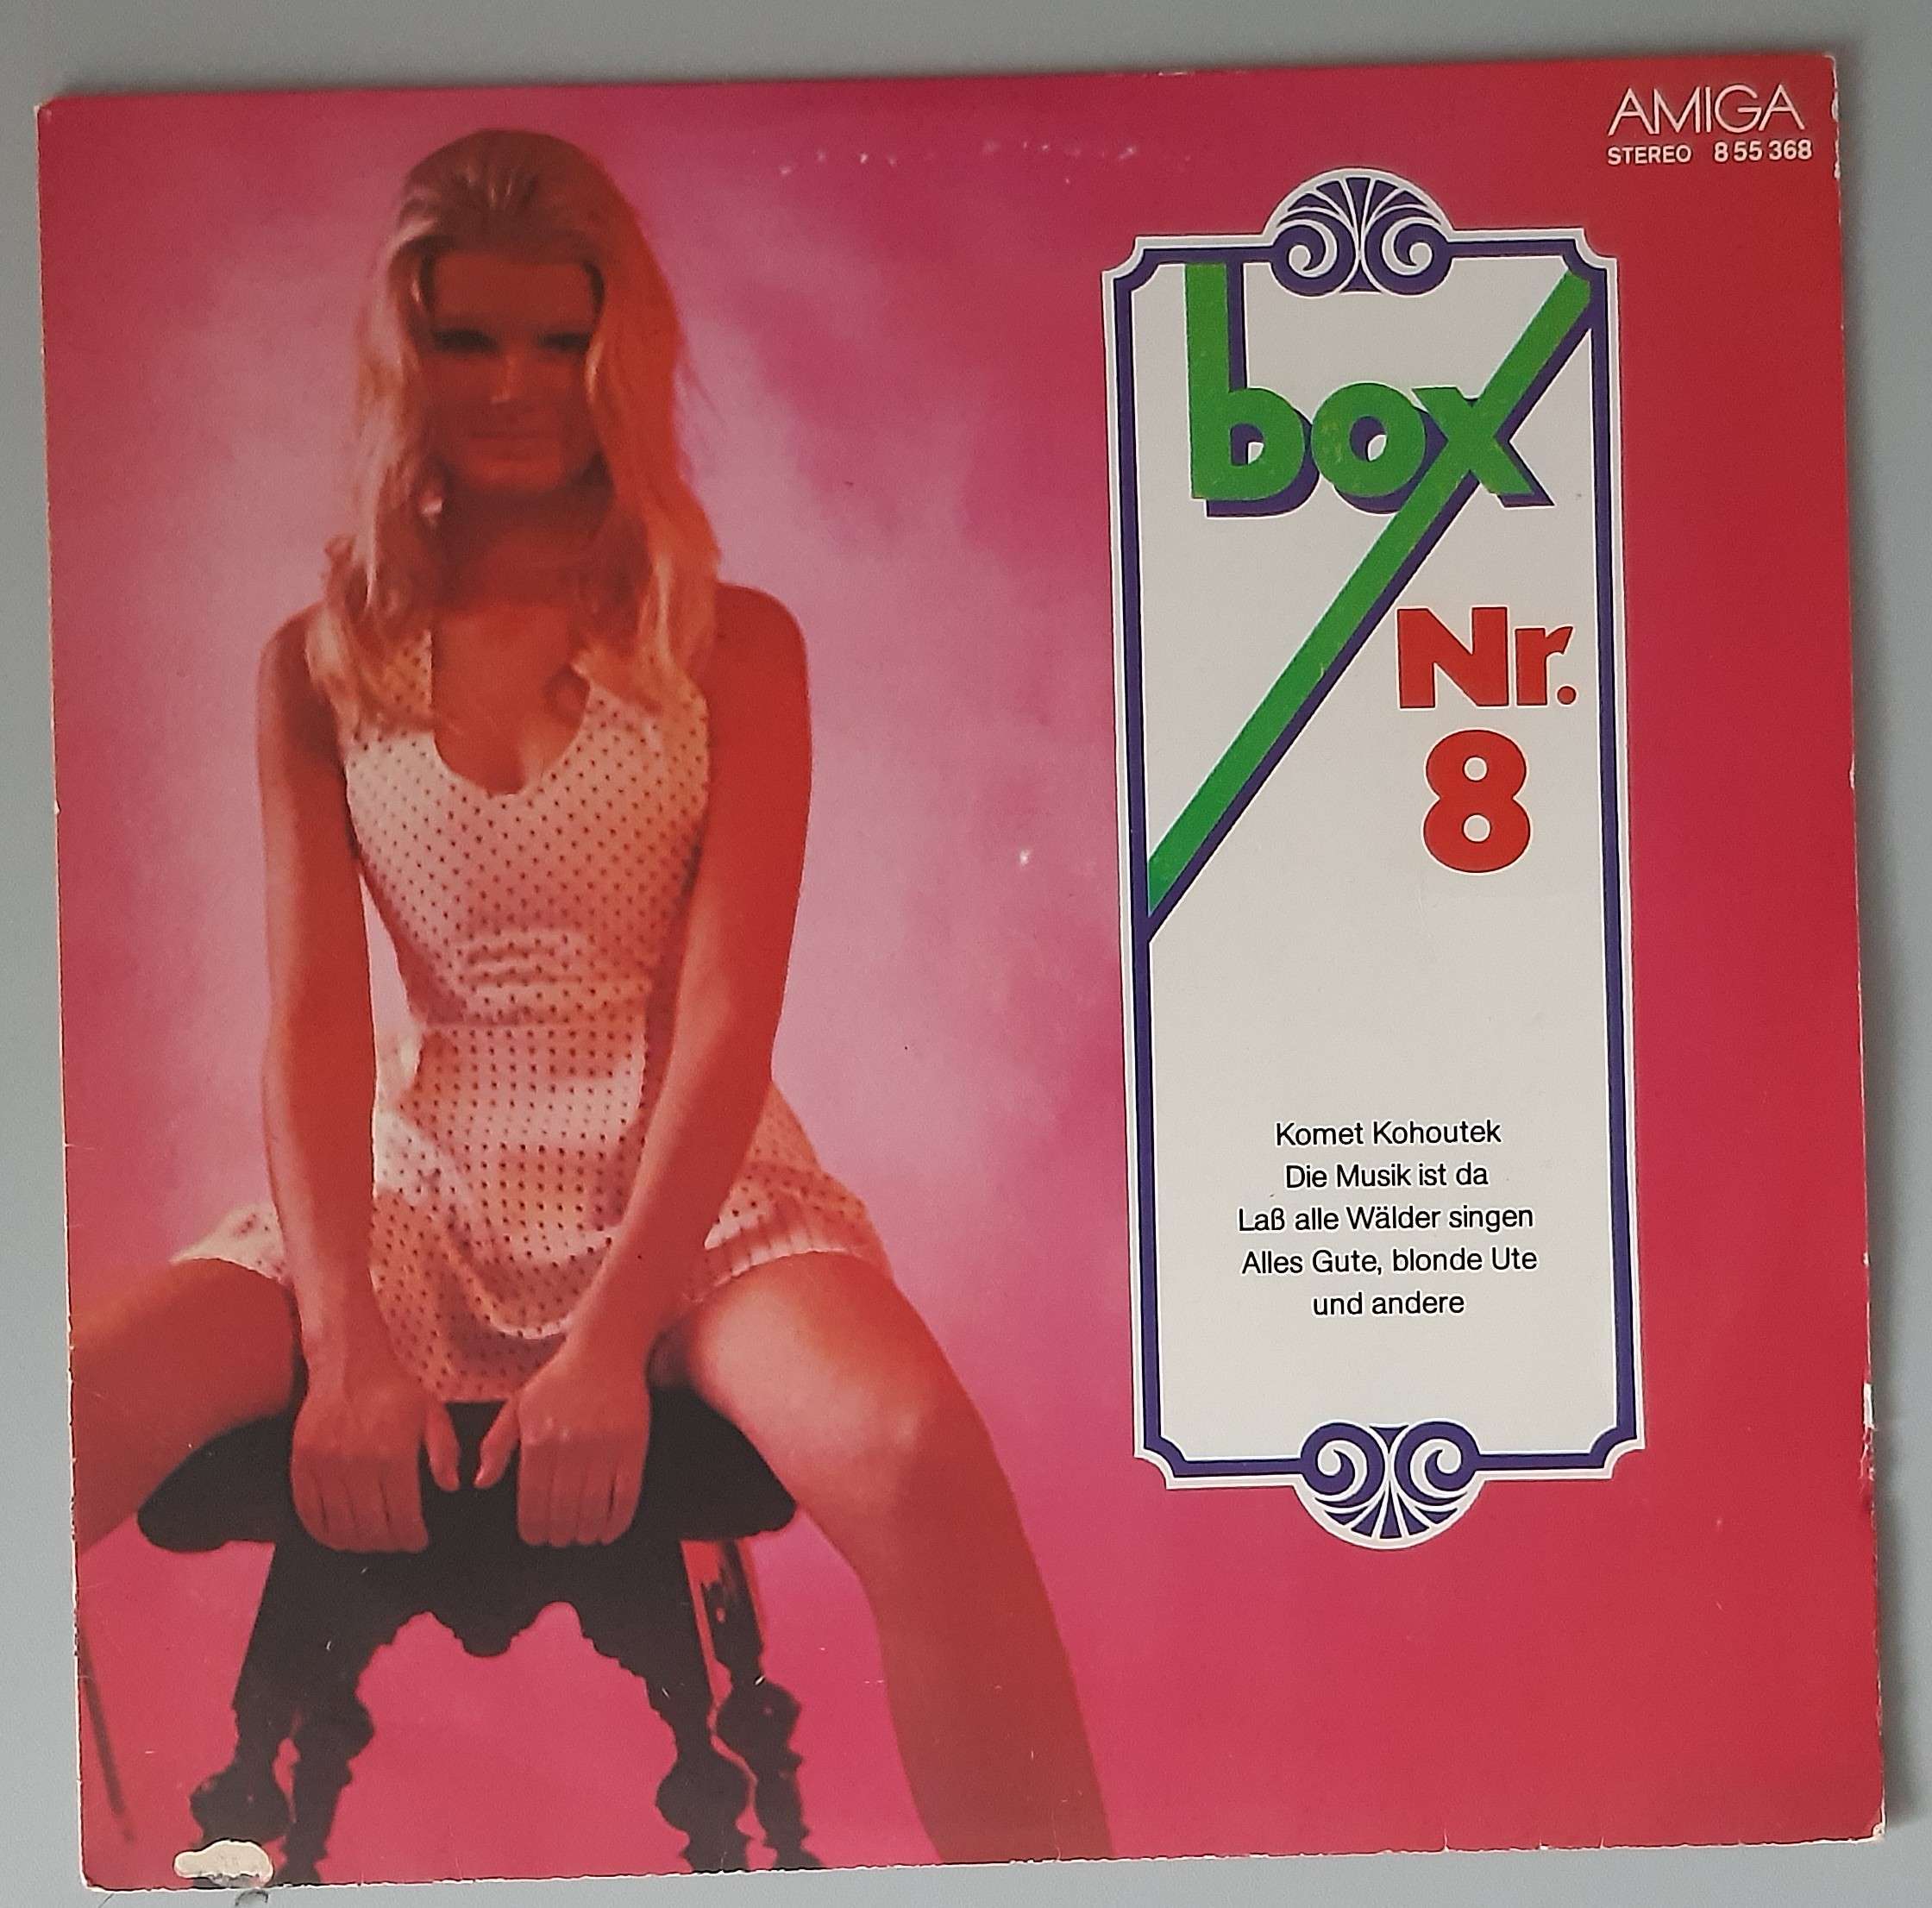 AMIGA
STEREO 8 55 368
box
Nr.
8
Komet Kohoutek
Die Musik ist da
Laß alle Wälder singen
Alles Gute, blonde Ute
und andere